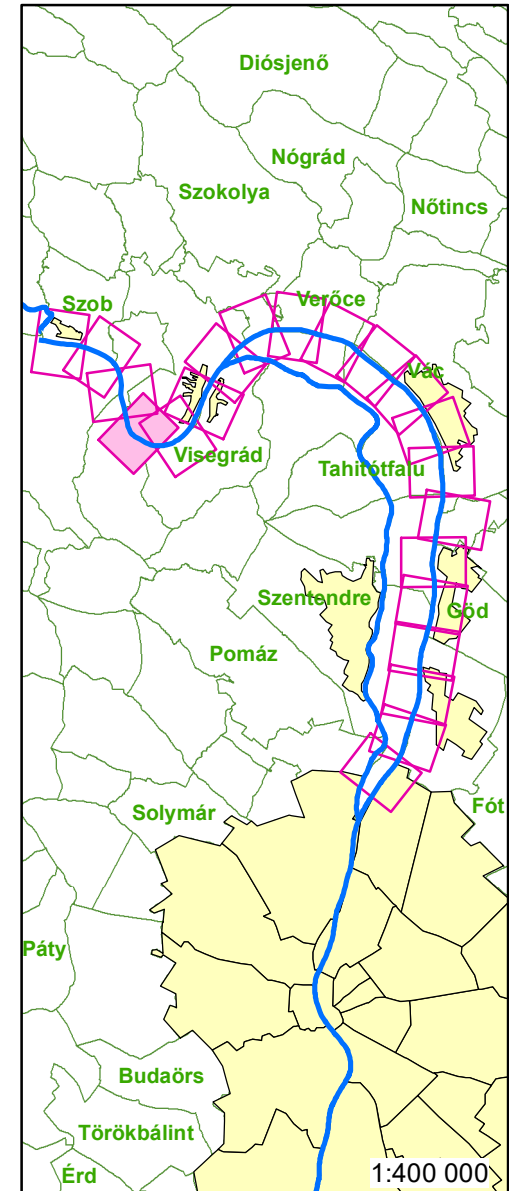 Diósjenő
Nógrád
Szokolya
Nőtincs
Szob
Verőce
Vác
Visegrád
Tahitótfalu
Szentendre
Göd
Pomáz
Solymár
Fót
Páty
Budaörs
Törökbálint
Érd
1:400 000